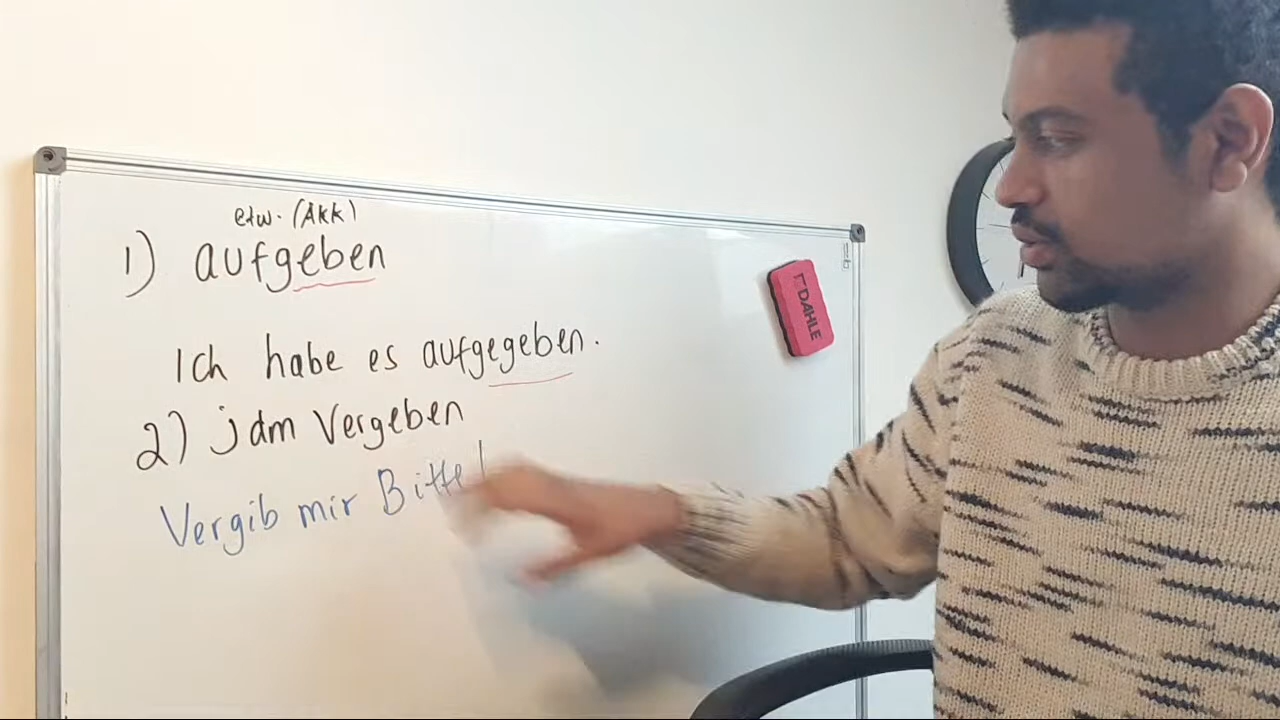 etw. (Akk)
1) aufgeben
Ich habe es aufgegeben.
2) jdm Vergeben
Vergib mir Bitte!
DAHLE